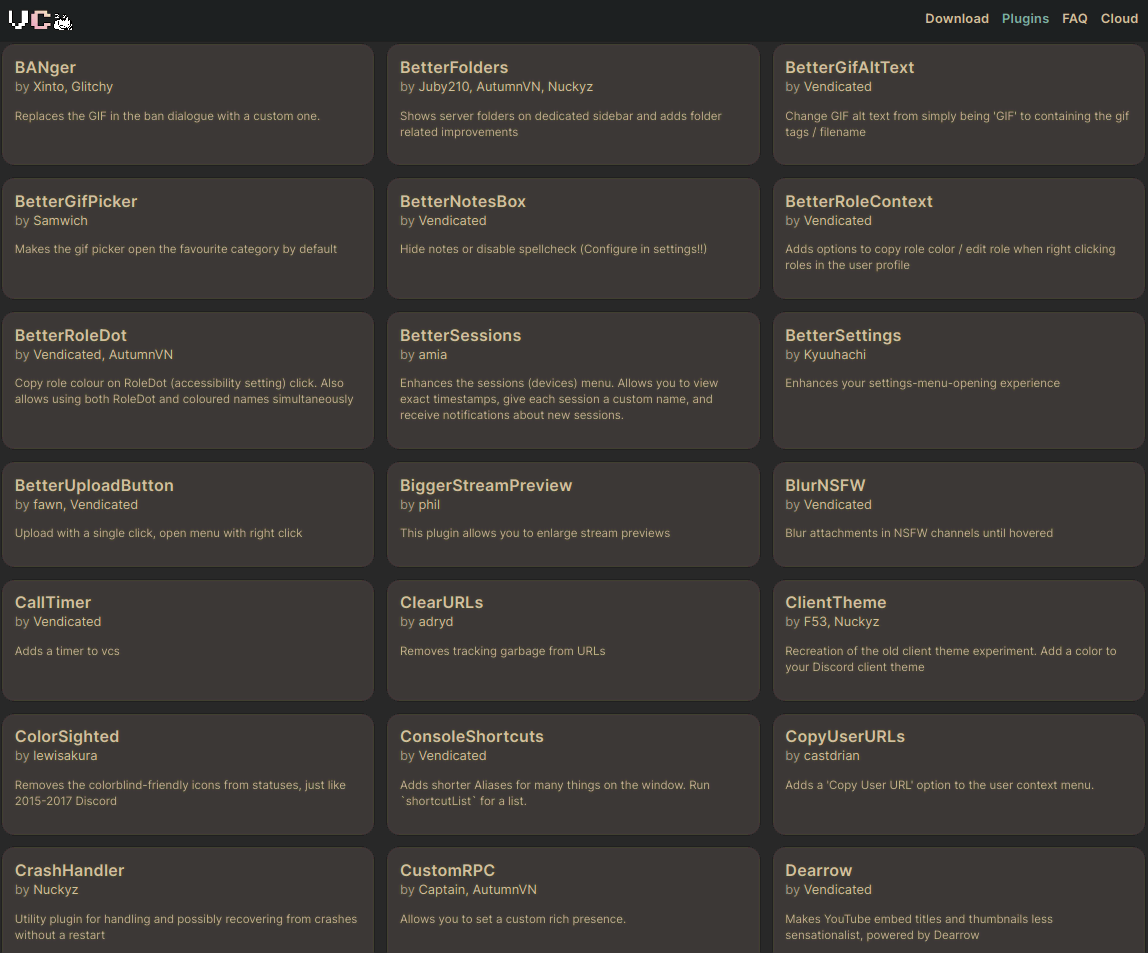 VC
Download Plugins FAQ Cloud
BANger
by Xinto, Glitchy
Replaces the GIF in the ban dialogue with a custom one.
BetterFolders
by Juby210, AutumnVN, Nuckyz
Shows server folders on dedicated sidebar and adds folder
related improvements
BetterGifAltText
by Vendicated
Change GIF alt text from simply being 'GIF' to containing the gif
tags / filename
BetterGifPicker
by Samwich
Makes the gif picker open the favourite category by default
BetterNotesBox
by Vendicated
Hide notes or disable spellcheck (Configure in settings!!)
BetterRoleContext
by Vendicated
Adds options to copy role color / edit role when right clicking
roles in the user profile
BetterRoleDot
by Vendicated, AutumnVN
Copy role colour on RoleDot (accessibility setting) click. Also
allows using both RoleDot and coloured names simultaneously
BetterSessions
by amia
Enhances the sessions (devices) menu. Allows you to view
exact timestamps, give each session a custom name, and
receive notifications about new sessions.
BetterSettings
by Kyuuhachi
Enhances your settings-menu-opening experience
BetterUploadButton
by fawn, Vendicated
Upload with a single click, open menu with right click
BiggerStreamPreview
by phil
This plugin allows you to enlarge stream previews
BlurNSFW
by Vendicated
Blur attachments in NSFW channels until hovered
CallTimer
by Vendicated
Adds a timer to vcs
ClearURLs
by adryd
Removes tracking garbage from URLs
ClientTheme
by F53, Nuckyz
Recreation of the old client theme experiment. Add a color to
your Discord client theme
ColorSighted
by lewisakura
Removes the colorblind-friendly icons from statuses, just like
2015-2017 Discord
ConsoleShortcuts
by Vendicated
Adds shorter Aliases for many things on the window. Run
`shortcutList` for a list.
CopyUserURLs
by castdrian
Adds a 'Copy User URL' option to the user context menu.
CrashHandler
by Nuckyz
Utility plugin for handling and possibly recovering from crashes
without a restart
CustomRPC
by Captain, AutumnVN
Allows you to set a custom rich presence.
Dearrow
by Vendicated
Makes YouTube embed titles and thumbnails less
sensationalist, powered by Dearrow